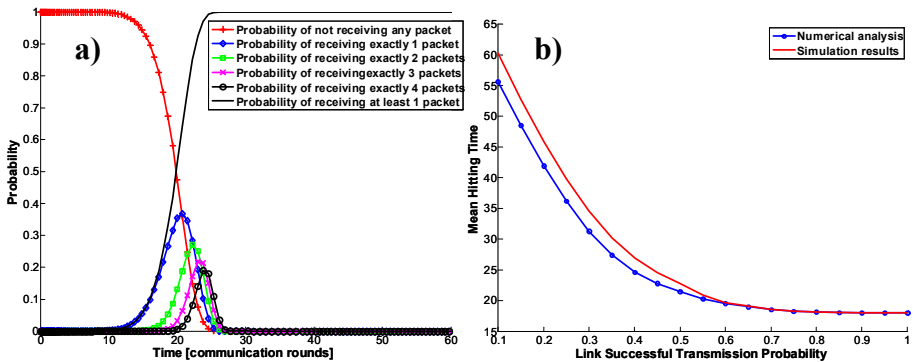 a)
Probability of not receiving any packet
Probability of receiving exactly 1 packet
Probability of receiving exactly 2 packets
Probability of receivingexactly 3 packets
Probability of receiving exactly 4 packets
Probability of receiving at least 1 packet
Probability
1
0.9
0.8
0.7
0.6
0.5
0.4
0.3
0.2
0.1
0
0 10 20 30 40 50 60
Time [communication rounds]
b)
Numerical analysis
Simulation results
Mean Hitting Time
65
60
55
50
45
40
35
30
25
20
15
0.1 0.2 0.3 0.4 0.5 0.6 0.7 0.8 0.9 1
Link Successful Transmission Probability